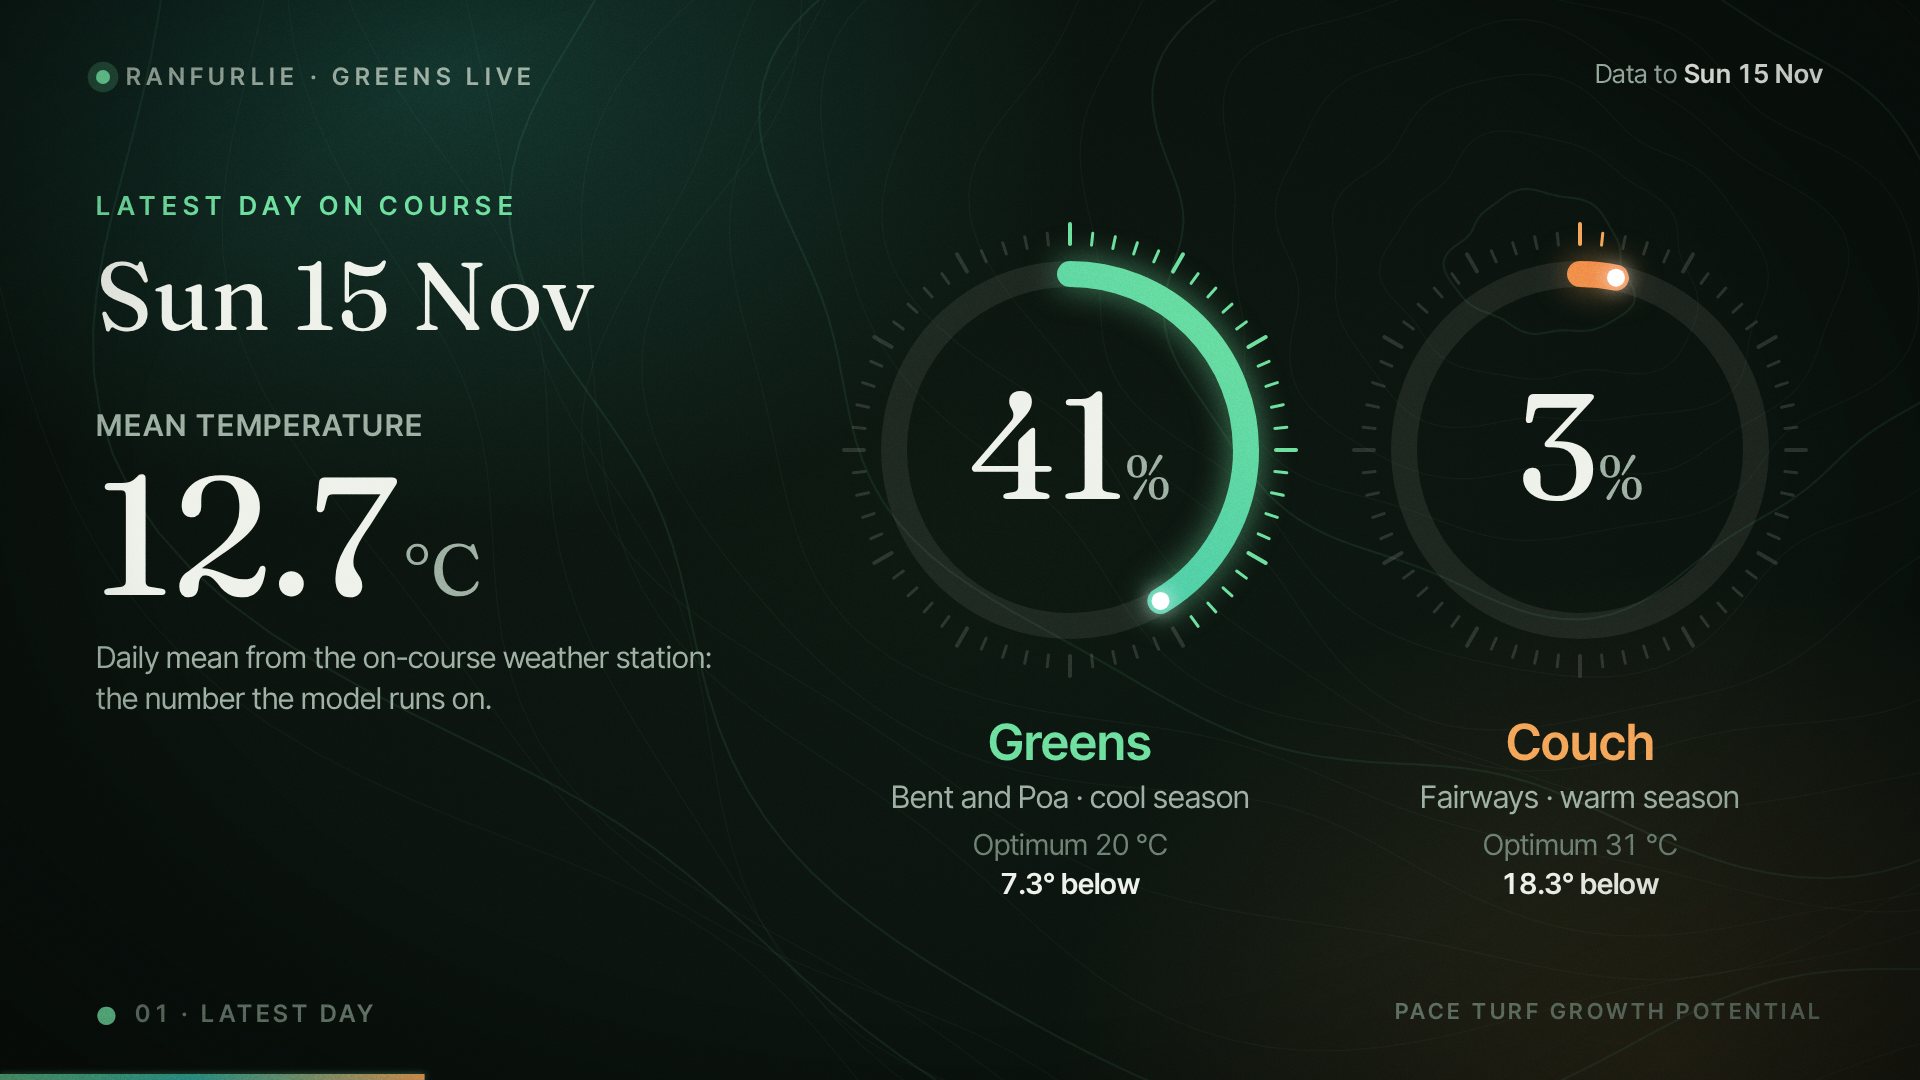 RANFURLIE · GREENS LIVE
Data to Sun 15 Nov
LATEST DAY ON COURSE
Sun 15 Nov
MEAN TEMPERATURE
12.7 °C
Daily mean from the on-course weather station:
the number the model runs on.
41%
Greens
Bent and Poa · cool season
Optimum 20 °C
7.3° below
3%
Couch
Fairways · warm season
Optimum 31 °C
18.3° below
01 · LATEST DAY
PACE TURF GROWTH POTENTIAL